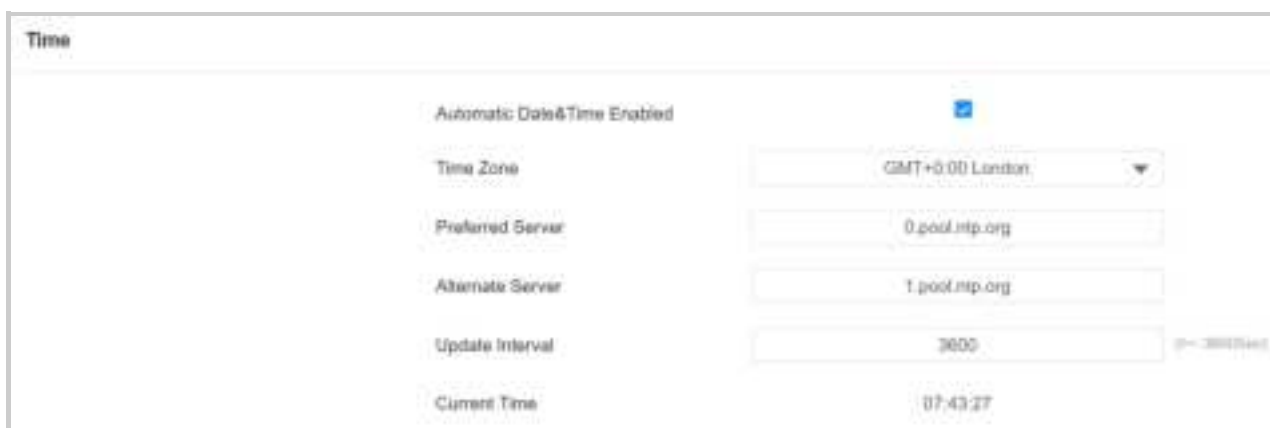 Time
Automatic Date&Time Enabled
Time Zone GMT+0:00 London
Preferred Server 0.pool.ntp.org
Alternate Server 1.pool.ntp.org
Update Interval 3600
Current Time 07:43:27